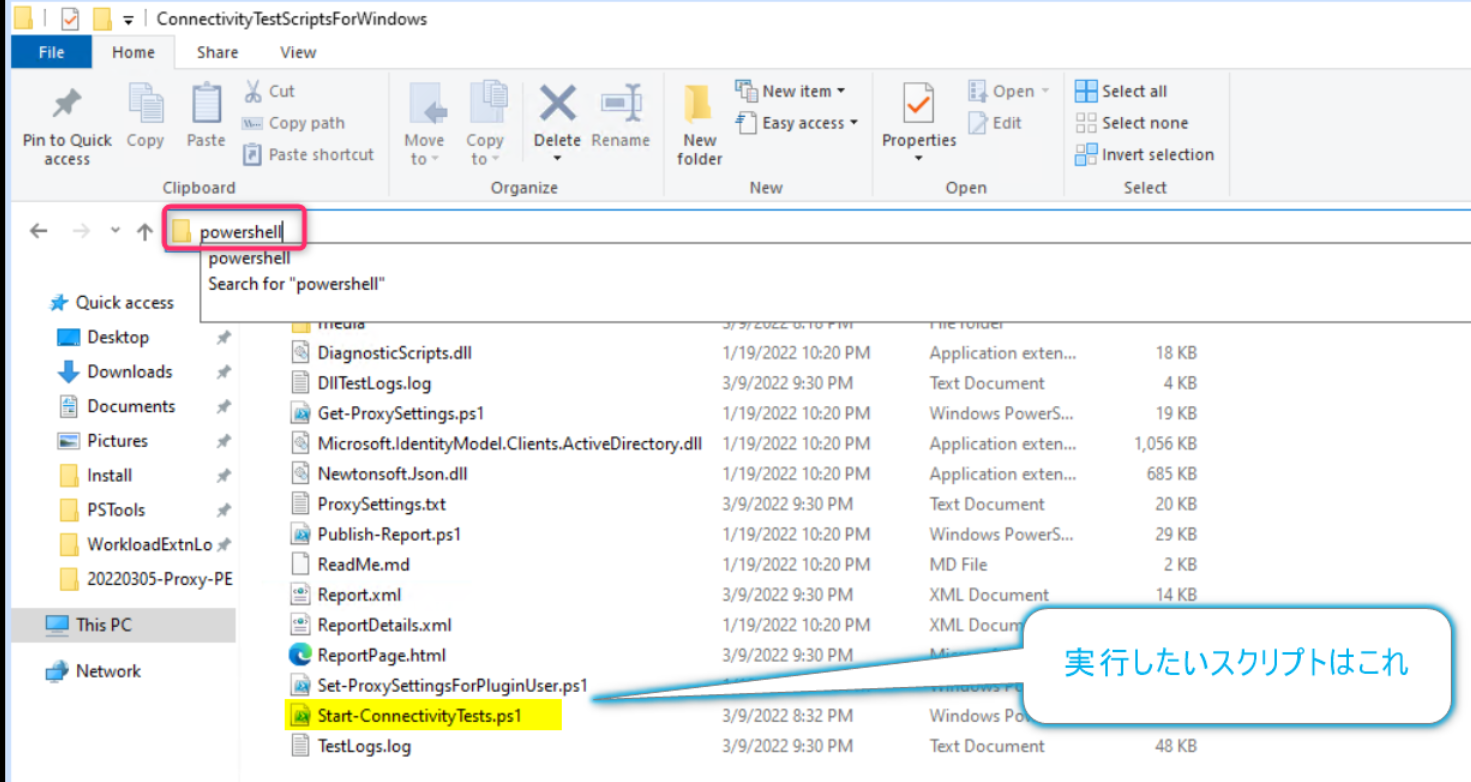 ConnectivityTestScriptsForWindows
File Home Share View
Pin to Quick access
Copy
Paste
Cut
Copy path
Paste shortcut
Clipboard
Move to
Copy to
Delete
Rename
Organize
New folder
New item
Easy access
New
Properties
Open
Edit
Open
Select all
Select none
Invert selection
Select
powershell
powershell
Search for "powershell"
Quick access
Desktop
Downloads
Documents
Pictures
Install
PSTools
WorkloadExtnLo
20220305-Proxy-PE
This PC
Network
media 3/9/2022 8:18 PM File folder
DiagnosticScripts.dll 1/19/2022 10:20 PM Application exten... 18 KB
DllTestLogs.log 3/9/2022 9:30 PM Text Document 4 KB
Get-ProxySettings.ps1 1/19/2022 10:20 PM Windows PowerS... 19 KB
Microsoft.IdentityModel.Clients.ActiveDirectory.dll 1/19/2022 10:20 PM Application exten... 1,056 KB
Newtonsoft.Json.dll 1/19/2022 10:20 PM Application exten... 685 KB
ProxySettings.txt 3/9/2022 9:30 PM Text Document 20 KB
Publish-Report.ps1 1/19/2022 10:20 PM Windows PowerS... 29 KB
ReadMe.md 1/19/2022 10:20 PM MD File 2 KB
Report.xml 3/9/2022 9:30 PM XML Document 14 KB
ReportDetails.xml 1/19/2022 10:20 PM XML Docum
ReportPage.html 3/9/2022 9:30 PM
Set-ProxySettingsForPluginUser.ps1
Start-ConnectivityTests.ps1 3/9/2022 8:32 PM Windows Po
TestLogs.log 3/9/2022 9:30 PM Text Document 48 KB
実行したいスクリプトはこれ